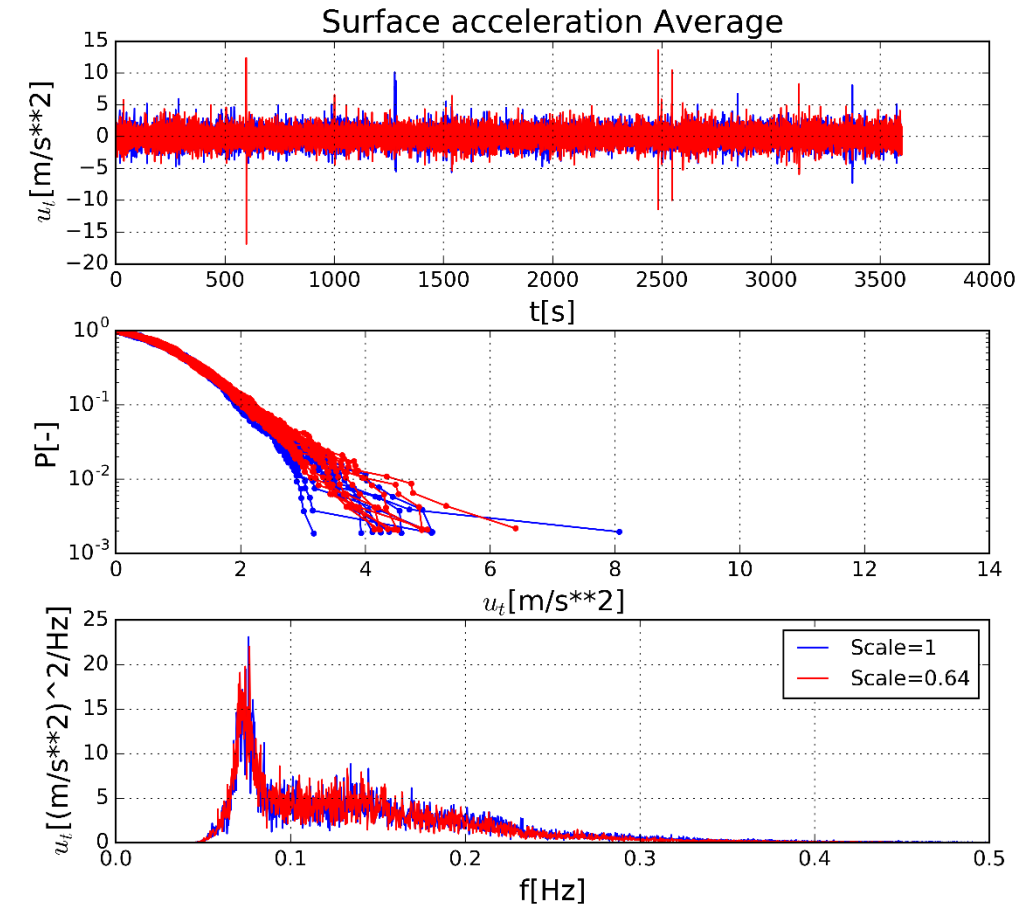 Surface acceleration Average
15
10
5
0
−5
−10
−15
−20
u_t[m/s**2]
0 500 1000 1500 2000 2500 3000 3500 4000
t[s]
10^0
10^-1
10^-2
10^-3
P[-]
0 2 4 6 8 10 12 14
u_t[m/s**2]
25
20
15
10
5
0
u_t[(m/s**2)^2/Hz]
Scale=1
Scale=0.64
0.0 0.1 0.2 0.3 0.4 0.5
f[Hz]